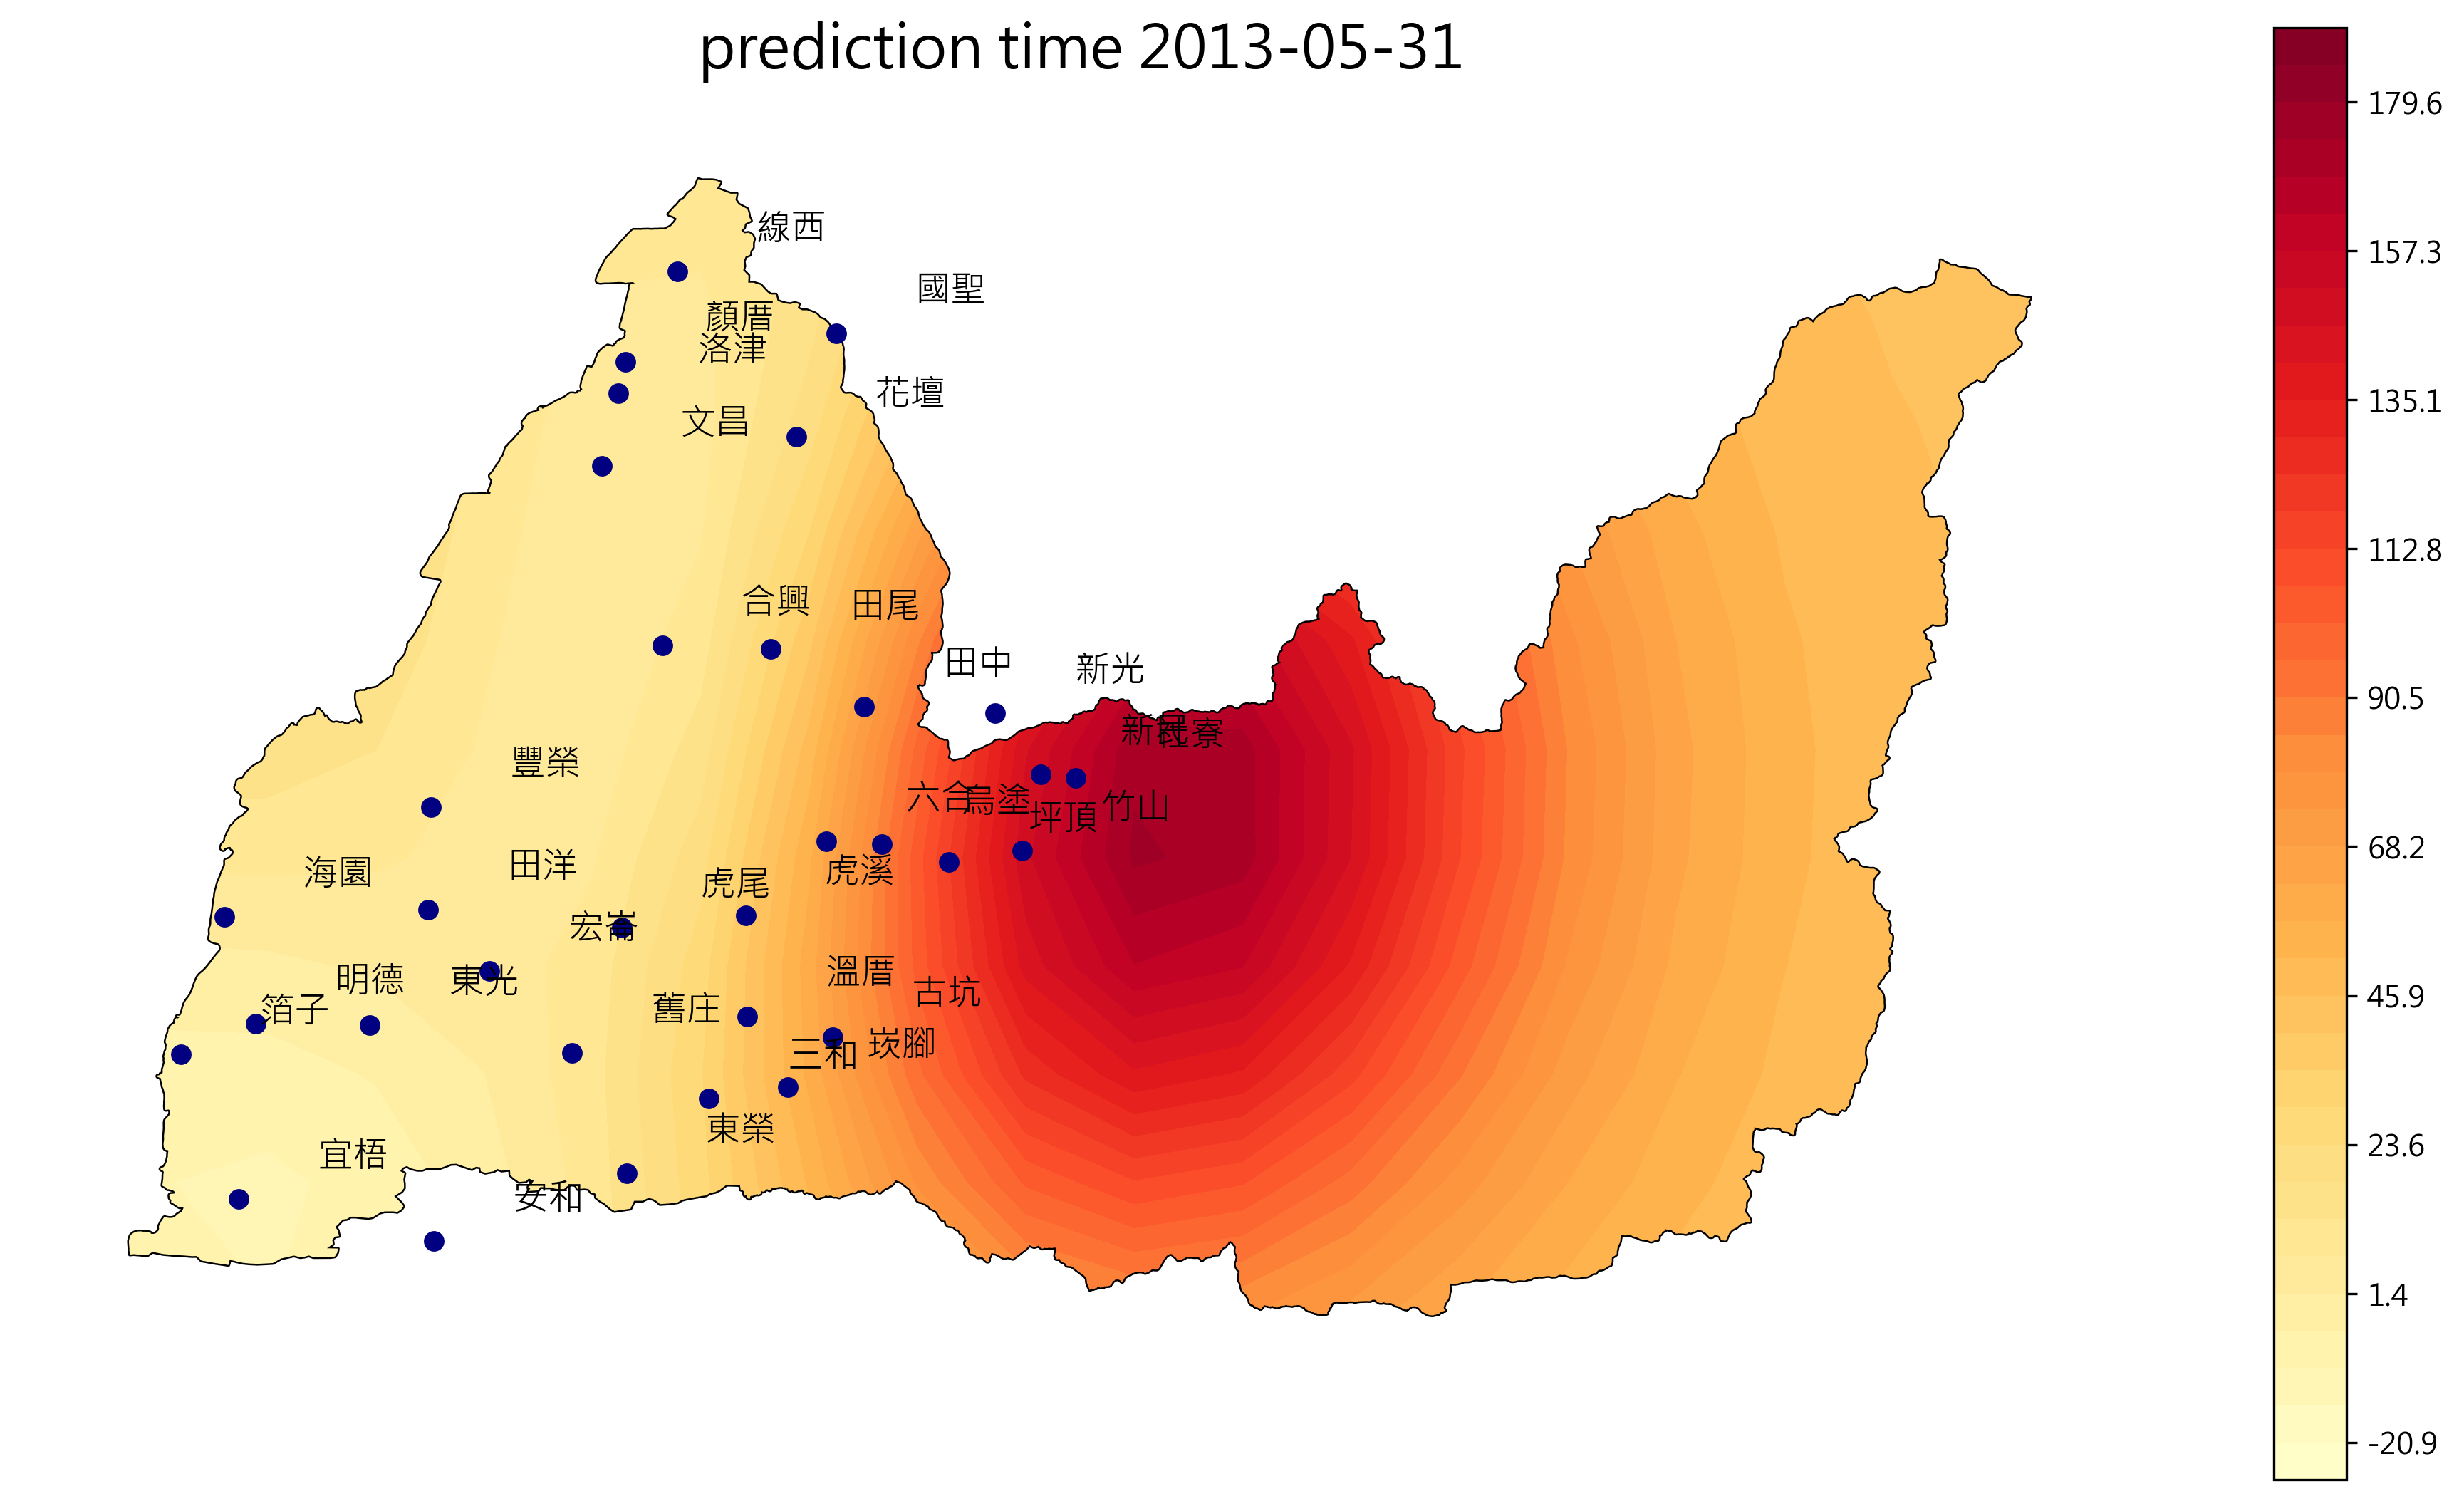 prediction time 2013-05-31
179.6
157.3
135.1
112.8
90.5
68.2
45.9
23.6
1.4
-20.9
線西
國聖
顏厝
洛津
花壇
文昌
合興
田尾
田中
新光
新民
社寮
豐榮
六合
烏塗
坪頂
竹山
海園
田洋
虎尾
虎溪
宏崙
明德
東光
溫厝
古坑
箔子
舊庄
三和
崁腳
東榮
宜梧
安和